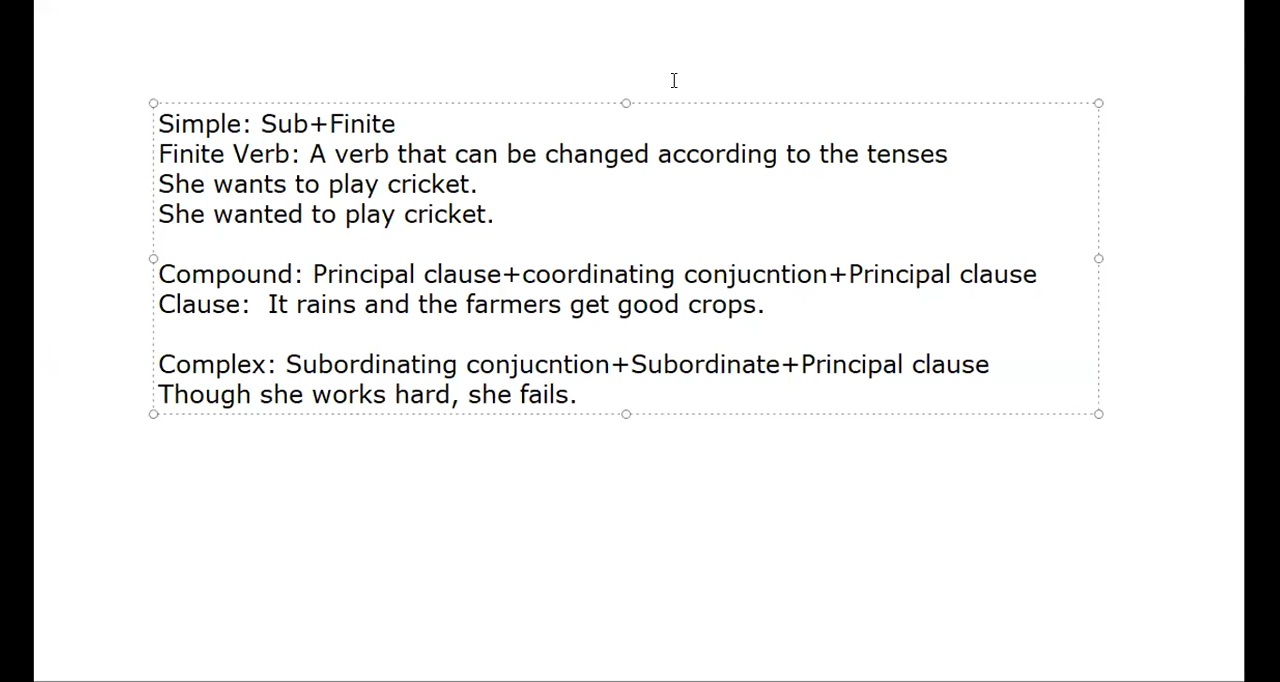 Simple: Sub+Finite
Finite Verb: A verb that can be changed according to the tenses
She wants to play cricket.
She wanted to play cricket.
Compound: Principal clause+coordinating conjucntion+Principal clause
Clause:  It rains and the farmers get good crops.
Complex: Subordinating conjucntion+Subordinate+Principal clause
Though she works hard, she fails.